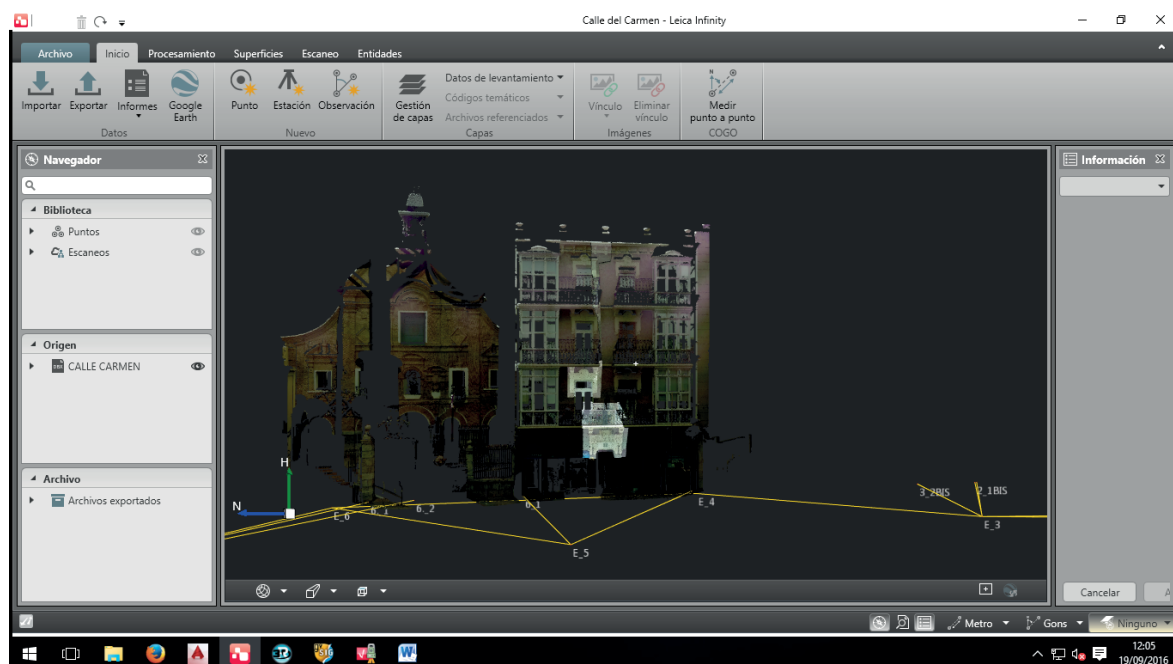 Calle del Carmen - Leica Infinity
Archivo Inicio Procesamiento Superficies Escaneo Entidades
Importar Exportar Informes Google Earth
Punto Estación Observación
Gestión de capas
Datos de levantamiento
Códigos temáticos
Archivos referenciados
Vínculo Eliminar vínculo
Medir punto a punto
Datos Nuevo Capas Imágenes COGO
Navegador
Información
Biblioteca
Puntos
Escaneos
Origen
CALLE CARMEN
Archivo
Archivos exportados
H
N
E_6
6_2
6_1
E_4
E_5
3_2BIS
2_1BIS
E_3
Cancelar
Metro
Gons
Ninguno
12:05
19/09/2016